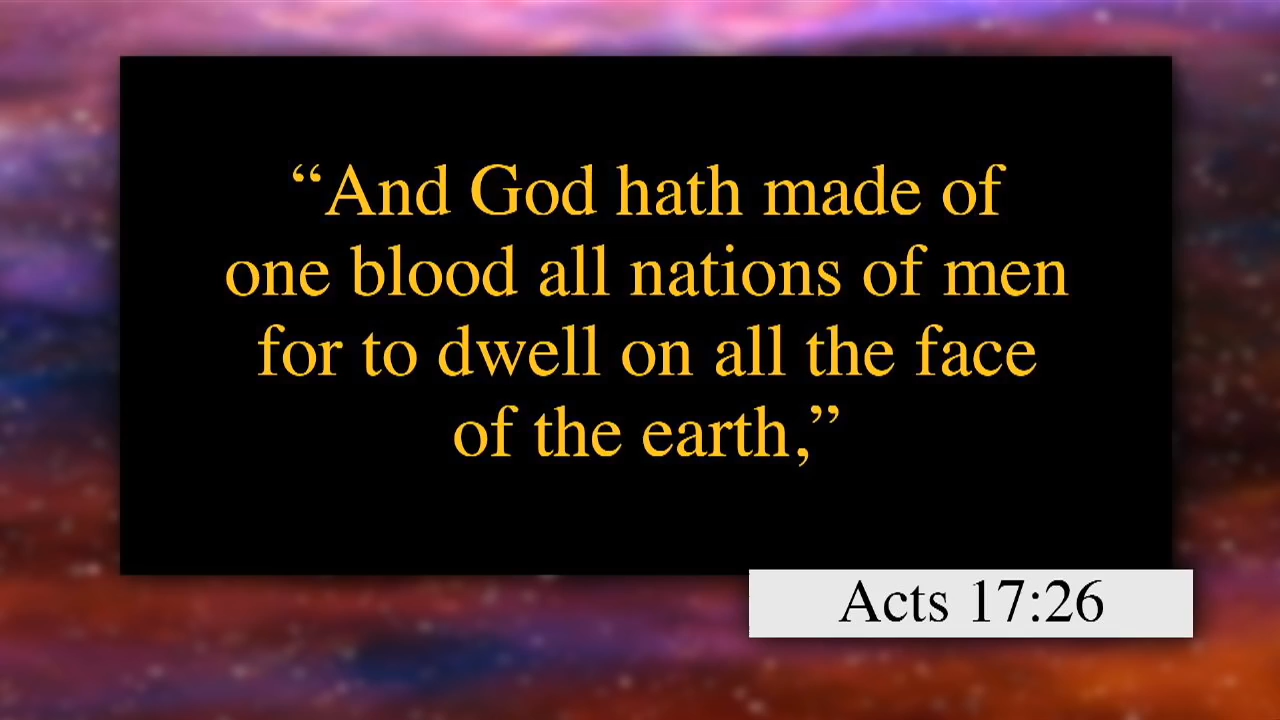 “And God hath made of
one blood all nations of men
for to dwell on all the face
of the earth,”
Acts 17:26